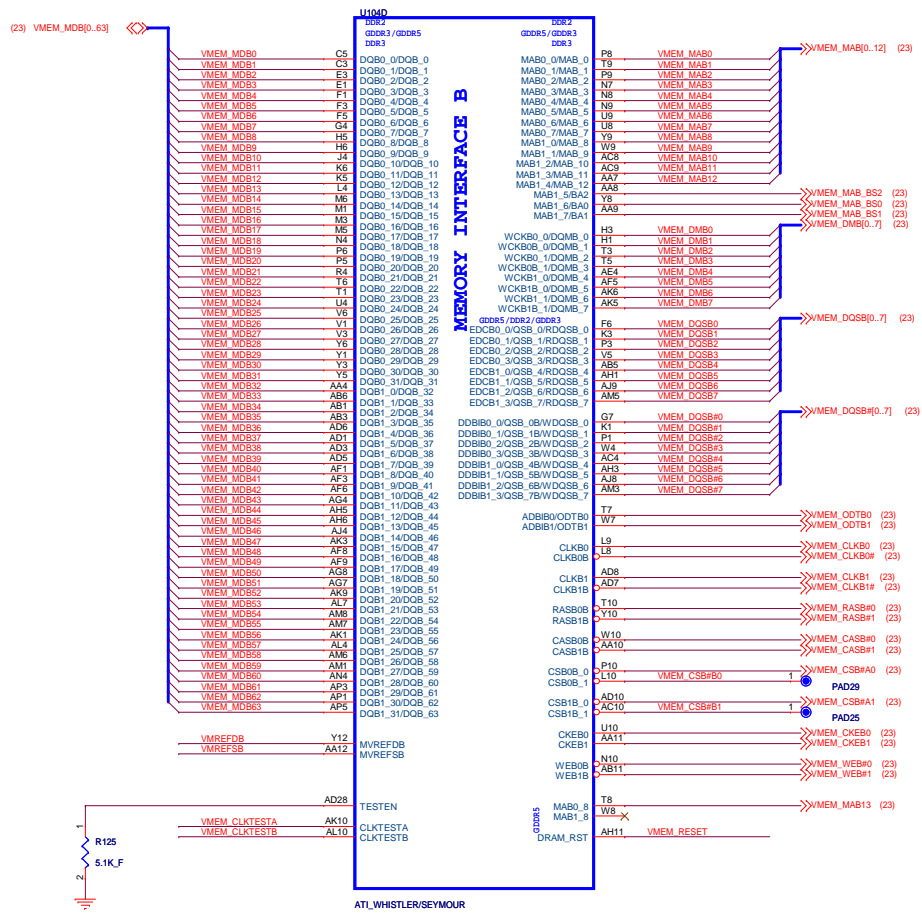 U104D
(23) VMEM_MDB[0..63]
DDR2
GDDR3/GDDR5
DDR3
DDR2
GDDR5/GDDR3
DDR3
MEMORY INTERFACE B
VMEM_MDB0 C5 DQB0_0/DQB_0
VMEM_MDB1 C3 DQB0_1/DQB_1
VMEM_MDB2 E3 DQB0_2/DQB_2
VMEM_MDB3 E1 DQB0_3/DQB_3
VMEM_MDB4 F1 DQB0_4/DQB_4
VMEM_MDB5 F3 DQB0_5/DQB_5
VMEM_MDB6 F5 DQB0_6/DQB_6
VMEM_MDB7 G4 DQB0_7/DQB_7
VMEM_MDB8 H5 DQB0_8/DQB_8
VMEM_MDB9 H6 DQB0_9/DQB_9
VMEM_MDB10 J4 DQB0_10/DQB_10
VMEM_MDB11 K6 DQB0_11/DQB_11
VMEM_MDB12 K5 DQB0_12/DQB_12
VMEM_MDB13 L4 DQB0_13/DQB_13
VMEM_MDB14 M6 DQB0_14/DQB_14
VMEM_MDB15 M1 DQB0_15/DQB_15
VMEM_MDB16 M3 DQB0_16/DQB_16
VMEM_MDB17 M5 DQB0_17/DQB_17
VMEM_MDB18 N4 DQB0_18/DQB_18
VMEM_MDB19 P6 DQB0_19/DQB_19
VMEM_MDB20 P5 DQB0_20/DQB_20
VMEM_MDB21 R4 DQB0_21/DQB_21
VMEM_MDB22 T6 DQB0_22/DQB_22
VMEM_MDB23 T1 DQB0_23/DQB_23
VMEM_MDB24 U4 DQB0_24/DQB_24
VMEM_MDB25 V6 DQB0_25/DQB_25
VMEM_MDB26 V1 DQB0_26/DQB_26
VMEM_MDB27 V3 DQB0_27/DQB_27
VMEM_MDB28 Y6 DQB0_28/DQB_28
VMEM_MDB29 Y1 DQB0_29/DQB_29
VMEM_MDB30 Y3 DQB0_30/DQB_30
VMEM_MDB31 Y5 DQB0_31/DQB_31
VMEM_MDB32 AA4 DQB1_0/DQB_32
VMEM_MDB33 AB6 DQB1_1/DQB_33
VMEM_MDB34 AB1 DQB1_2/DQB_34
VMEM_MDB35 AB3 DQB1_3/DQB_35
VMEM_MDB36 AD6 DQB1_4/DQB_36
VMEM_MDB37 AD1 DQB1_5/DQB_37
VMEM_MDB38 AD3 DQB1_6/DQB_38
VMEM_MDB39 AD5 DQB1_7/DQB_39
VMEM_MDB40 AF1 DQB1_8/DQB_40
VMEM_MDB41 AF3 DQB1_9/DQB_41
VMEM_MDB42 AF6 DQB1_10/DQB_42
VMEM_MDB43 AG4 DQB1_11/DQB_43
VMEM_MDB44 AH5 DQB1_12/DQB_44
VMEM_MDB45 AH6 DQB1_13/DQB_45
VMEM_MDB46 AJ4 DQB1_14/DQB_46
VMEM_MDB47 AK3 DQB1_15/DQB_47
VMEM_MDB48 AF8 DQB1_16/DQB_48
VMEM_MDB49 AF9 DQB1_17/DQB_49
VMEM_MDB50 AG8 DQB1_18/DQB_50
VMEM_MDB51 AG7 DQB1_19/DQB_51
VMEM_MDB52 AK9 DQB1_20/DQB_52
VMEM_MDB53 AL7 DQB1_21/DQB_53
VMEM_MDB54 AM8 DQB1_22/DQB_54
VMEM_MDB55 AM7 DQB1_23/DQB_55
VMEM_MDB56 AK1 DQB1_24/DQB_56
VMEM_MDB57 AL4 DQB1_25/DQB_57
VMEM_MDB58 AM6 DQB1_26/DQB_58
VMEM_MDB59 AM1 DQB1_27/DQB_59
VMEM_MDB60 AN4 DQB1_28/DQB_60
VMEM_MDB61 AP3 DQB1_29/DQB_61
VMEM_MDB62 AP1 DQB1_30/DQB_62
VMEM_MDB63 AP5 DQB1_31/DQB_63
VMREFDB Y12 MVREFDB
VMREFSB AA12 MVREFSB
AD28 TESTEN
VMEM_CLKTESTA AK10 CLKTESTA
VMEM_CLKTESTB AL10 CLKTESTB
1
R125
5.1K_F
2
MAB0_0/MAB_0 P8 VMEM_MAB0
VMEM_MAB[0..12] (23)
MAB0_1/MAB_1 T9 VMEM_MAB1
MAB0_2/MAB_2 P9 VMEM_MAB2
MAB0_3/MAB_3 N7 VMEM_MAB3
MAB0_4/MAB_4 N8 VMEM_MAB4
MAB0_5/MAB_5 N9 VMEM_MAB5
MAB0_6/MAB_6 U9 VMEM_MAB6
MAB0_7/MAB_7 U8 VMEM_MAB7
MAB1_0/MAB_8 Y9 VMEM_MAB8
MAB1_1/MAB_9 W9 VMEM_MAB9
MAB1_2/MAB_10 AC8 VMEM_MAB10
MAB1_3/MAB_11 AC9 VMEM_MAB11
MAB1_4/MAB_12 AA7 VMEM_MAB12
MAB1_5/BA2 AA8 VMEM_MAB_BS2 (23)
MAB1_6/BA0 Y8 VMEM_MAB_BS0 (23)
MAB1_7/BA1 AA9 VMEM_MAB_BS1 (23)
VMEM_DMB[0..7] (23)
WCKB0_0/DQMB_0 H3 VMEM_DMB0
WCKB0B_0/DQMB_1 H1 VMEM_DMB1
WCKB0_1/DQMB_2 T3 VMEM_DMB2
WCKB0B_1/DQMB_3 T5 VMEM_DMB3
WCKB1_0/DQMB_4 AE4 VMEM_DMB4
WCKB1B_0/DQMB_5 AF5 VMEM_DMB5
WCKB1_1/DQMB_6 AK6 VMEM_DMB6
WCKB1B_1/DQMB_7 AK5 VMEM_DMB7
GDDR5/DDR2/GDDR3
VMEM_DQSB[0..7] (23)
EDCB0_0/QSB_0/RDQSB_0 F6 VMEM_DQSB0
EDCB0_1/QSB_1/RDQSB_1 K3 VMEM_DQSB1
EDCB0_2/QSB_2/RDQSB_2 P3 VMEM_DQSB2
EDCB0_3/QSB_3/RDQSB_3 V5 VMEM_DQSB3
EDCB1_0/QSB_4/RDQSB_4 AB5 VMEM_DQSB4
EDCB1_1/QSB_5/RDQSB_5 AH1 VMEM_DQSB5
EDCB1_2/QSB_6/RDQSB_6 AJ9 VMEM_DQSB6
EDCB1_3/QSB_7/RDQSB_7 AM5 VMEM_DQSB7
VMEM_DQSB#[0..7] (23)
DDBIB0_0/QSB_0B/WDQSB_0 G7 VMEM_DQSB#0
DDBIB0_1/QSB_1B/WDQSB_1 K1 VMEM_DQSB#1
DDBIB0_2/QSB_2B/WDQSB_2 P1 VMEM_DQSB#2
DDBIB0_3/QSB_3B/WDQSB_3 W4 VMEM_DQSB#3
DDBIB1_0/QSB_4B/WDQSB_4 AC4 VMEM_DQSB#4
DDBIB1_1/QSB_5B/WDQSB_5 AH3 VMEM_DQSB#5
DDBIB1_2/QSB_6B/WDQSB_6 AJ8 VMEM_DQSB#6
DDBIB1_3/QSB_7B/WDQSB_7 AM3 VMEM_DQSB#7
ADBIB0/ODTB0 T7 VMEM_ODTB0 (23)
ADBIB1/ODTB1 W7 VMEM_ODTB1 (23)
CLKB0 L9 VMEM_CLKB0 (23)
CLKB0B L8 VMEM_CLKB0# (23)
CLKB1 AD8 VMEM_CLKB1 (23)
CLKB1B AD7 VMEM_CLKB1# (23)
RASB0B T10 VMEM_RASB#0 (23)
RASB1B Y10 VMEM_RASB#1 (23)
CASB0B W10 VMEM_CASB#0 (23)
CASB1B AA10 VMEM_CASB#1 (23)
CSB0B_0 P10 VMEM_CSB#A0 (23)
CSB0B_1 L10 VMEM_CSB#B0 1 PAD29
CSB1B_0 AD10 VMEM_CSB#A1 (23)
CSB1B_1 AC10 VMEM_CSB#B1 1 PAD25
CKEB0 U10 VMEM_CKEB0 (23)
CKEB1 AA11 VMEM_CKEB1 (23)
WEB0B N10 VMEM_WEB#0 (23)
WEB1B AB11 VMEM_WEB#1 (23)
GDDR5
MAB0_8 T8 VMEM_MAB13 (23)
MAB1_8 W8
DRAM_RST AH11 VMEM_RESET
ATI_WHISTLER/SEYMOUR